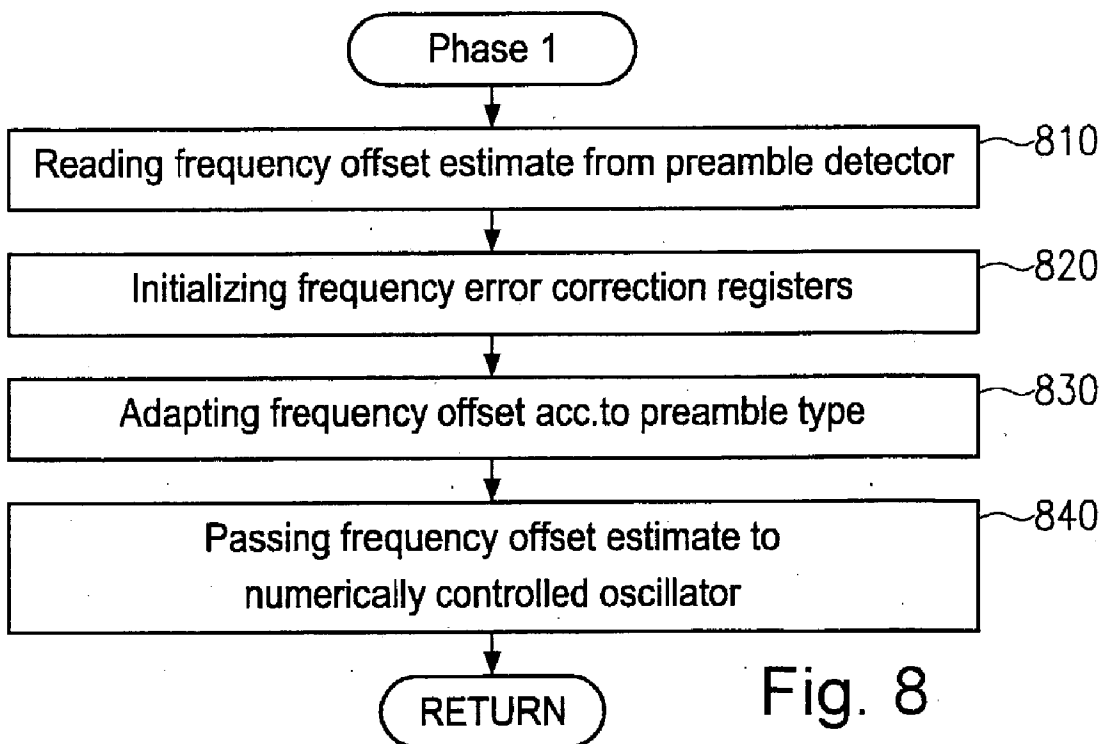 Phase 1
Reading frequency offset estimate from preamble detector
810
Initializing frequency error correction registers
820
Adapting frequency offset acc.to preamble type
830
Passing frequency offset estimate to
numerically controlled oscillator
840
RETURN
Fig. 8